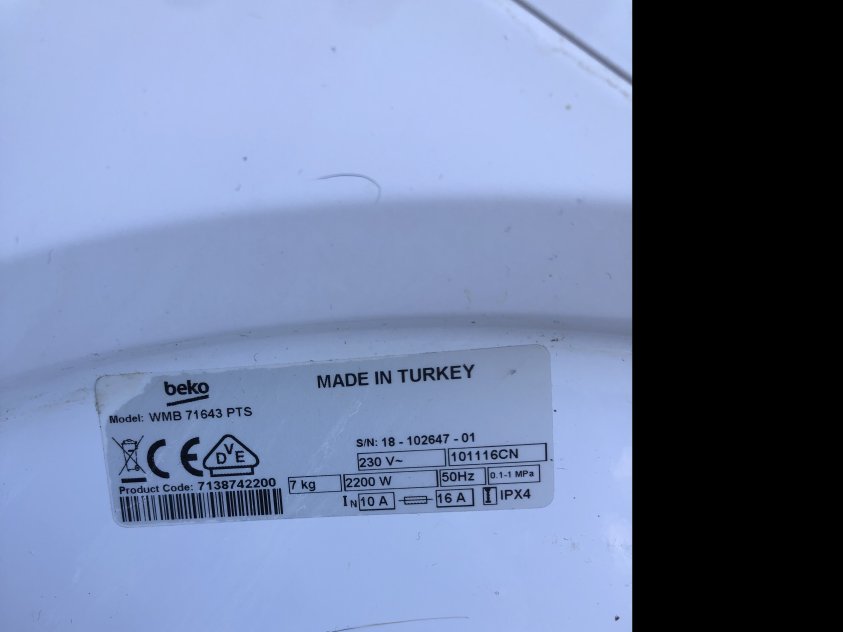 beko
MADE IN TURKEY
Model: WMB 71643 PTS
CE
DVE
S/N: 18 - 102647 - 01
230 V~
101116CN
Product Code: 7138742200
7 kg
2200 W
50Hz
0.1-1 MPa
IN 10 A
16 A
IPX4